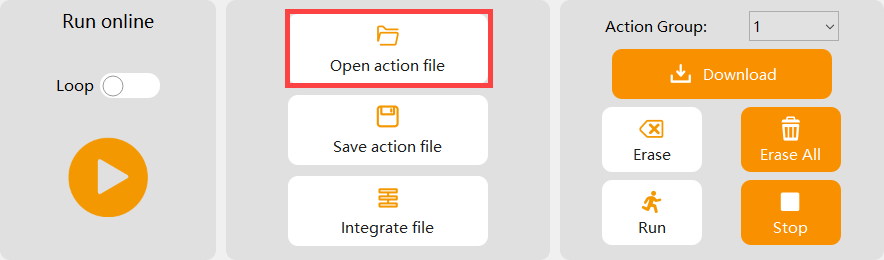 Run online
Loop
Open action file
Save action file
Integrate file
Action Group: 1
Download
Erase
Erase All
Run
Stop